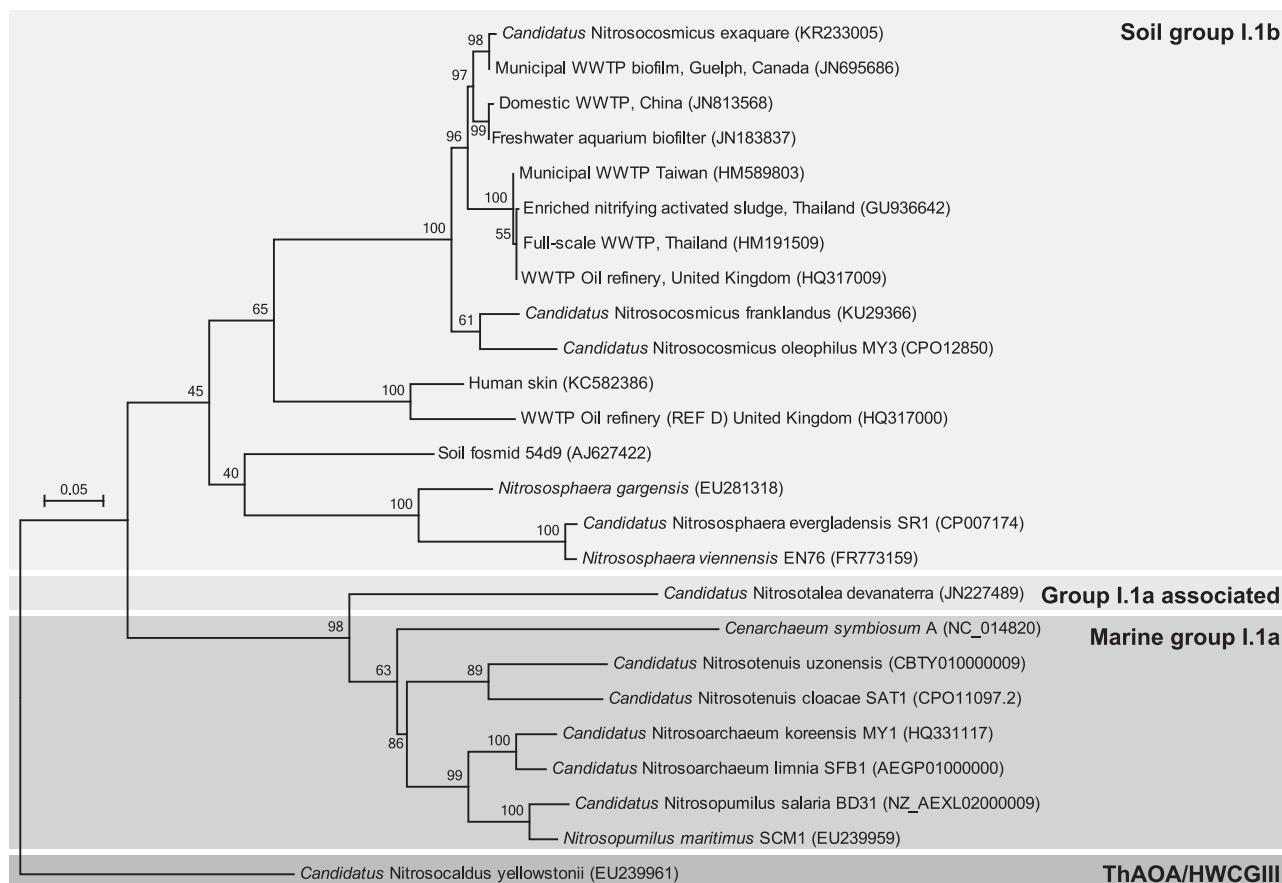 Soil group I.1b
Candidatus Nitrosocosmicus exaquare (KR233005)
98
Municipal WWTP biofilm, Guelph, Canada (JN695686)
97
Domestic WWTP, China (JN813568)
99
Freshwater aquarium biofilter (JN183837)
96
Municipal WWTP Taiwan (HM589803)
100
Enriched nitrifying activated sludge, Thailand (GU936642)
55
Full-scale WWTP, Thailand (HM191509)
100
WWTP Oil refinery, United Kingdom (HQ317009)
65
Candidatus Nitrosocosmicus franklandus (KU29366)
61
Candidatus Nitrosocosmicus oleophilus MY3 (CPO12850)
Human skin (KC582386)
45
100
WWTP Oil refinery (REF D) United Kingdom (HQ317000)
Soil fosmid 54d9 (AJ627422)
40
0.05
Nitrososphaera gargensis (EU281318)
100
Candidatus Nitrososphaera evergladensis SR1 (CP007174)
100
Nitrososphaera viennensis EN76 (FR773159)
Candidatus Nitrosotalea devanaterra (JN227489)
Group I.1a associated
98
Cenarchaeum symbiosum A (NC_014820)
Marine group I.1a
63
Candidatus Nitrosotenuis uzonensis (CBTY010000009)
89
Candidatus Nitrosotenuis cloacae SAT1 (CPO11097.2)
86
Candidatus Nitrosoarchaeum koreensis MY1 (HQ331117)
100
Candidatus Nitrosoarchaeum limnia SFB1 (AEGP01000000)
99
Candidatus Nitrosopumilus salaria BD31 (NZ_AEXL02000009)
100
Nitrosopumilus maritimus SCM1 (EU239959)
Candidatus Nitrosocaldus yellowstonii (EU239961)
ThAOA/HWCGIII